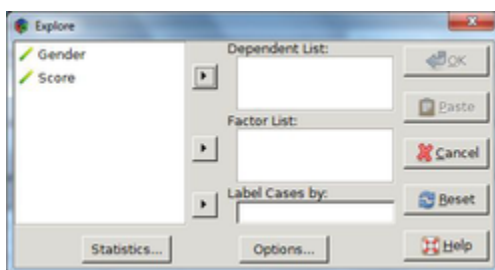 Explore
Gender
Score
Dependent List:
Factor List:
Label Cases by:
OK
Paste
Cancel
Reset
Help
Statistics...
Options...